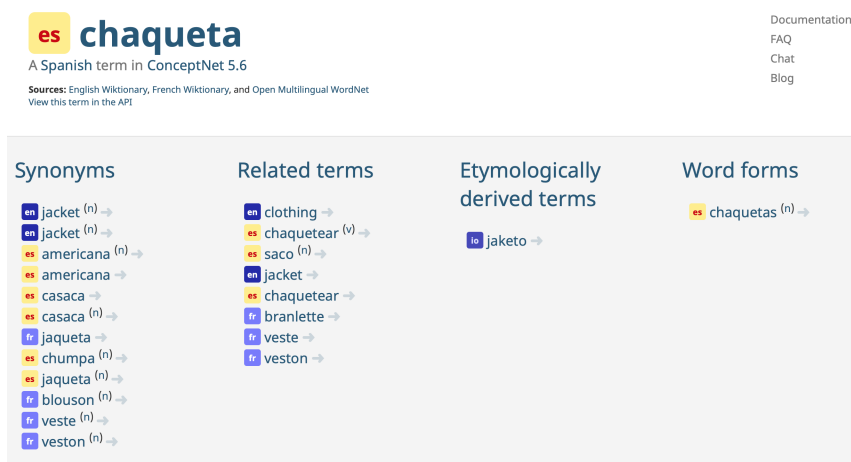 es chaqueta
A Spanish term in ConceptNet 5.6
Sources: English Wiktionary, French Wiktionary, and Open Multilingual WordNet
View this term in the API
Documentation
FAQ
Chat
Blog
Synonyms
en jacket (n) ➜
en jacket (n) ➜
es americana (n) ➜
es americana ➜
es casaca ➜
es casaca (n) ➜
fr jaqueta ➜
es chumpa (n) ➜
es jaqueta (n) ➜
fr blouson (n) ➜
fr veste (n) ➜
fr veston (n) ➜
Related terms
en clothing ➜
es chaquetear (v) ➜
es saco (n) ➜
en jacket ➜
es chaquetear ➜
fr branlette ➜
fr veste ➜
fr veston ➜
Etymologically
derived terms
io jaketo ➜
Word forms
es chaquetas (n) ➜